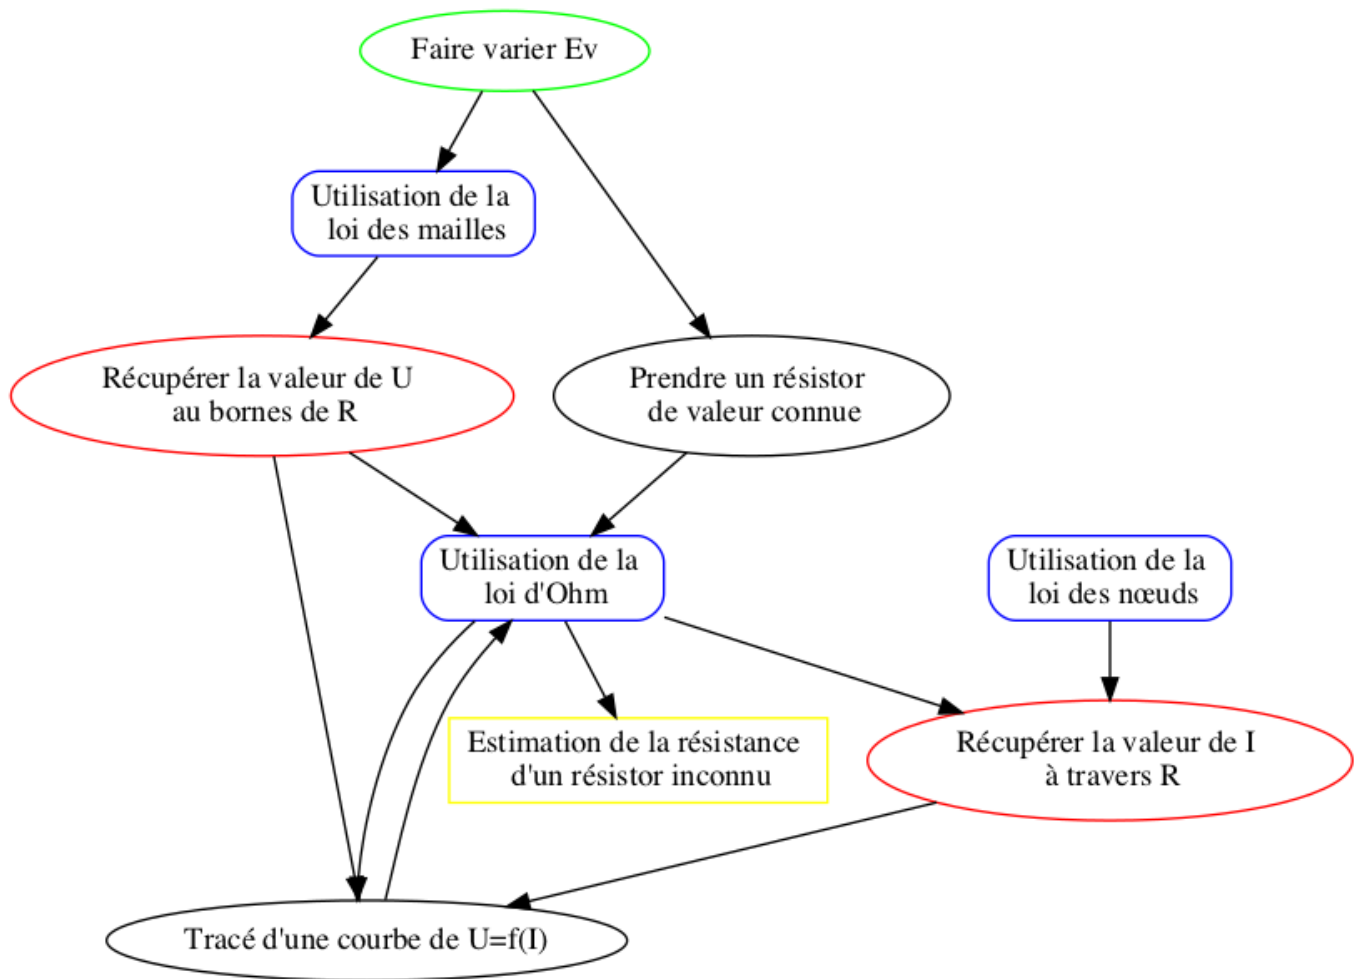 Faire varier Ev
Utilisation de la
loi des mailles
Récupérer la valeur de U
au bornes de R
Prendre un résistor
de valeur connue
Utilisation de la
loi d'Ohm
Utilisation de la
loi des nœuds
Estimation de la résistance
d'un résistor inconnu
Récupérer la valeur de I
à travers R
Tracé d'une courbe de U=f(I)